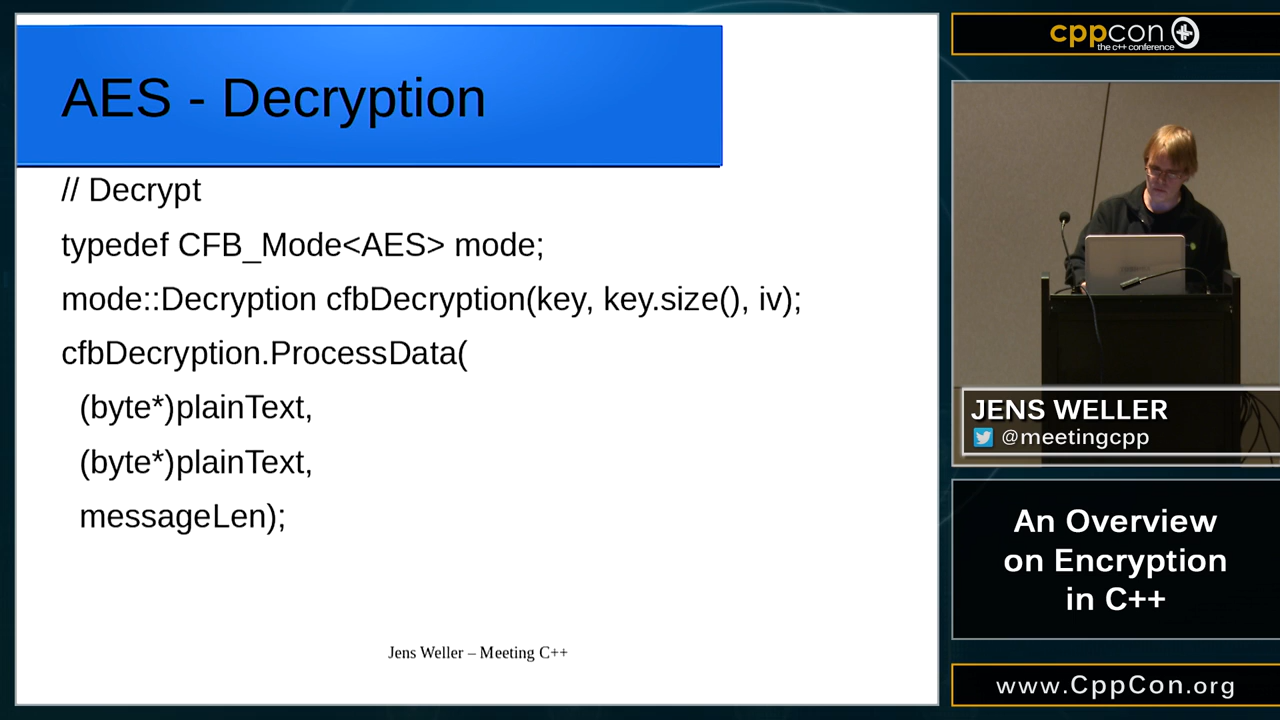 AES - Decryption
// Decrypt
typedef CFB_Mode<AES> mode;
mode::Decryption cfbDecryption(key, key.size(), iv);
cfbDecryption.ProcessData(
(byte*)plainText,
(byte*)plainText,
messageLen);
Jens Weller – Meeting C++
cppcon
the c++ conference
JENS WELLER
@meetingcpp
An Overview
on Encryption
in C++
www.CppCon.org